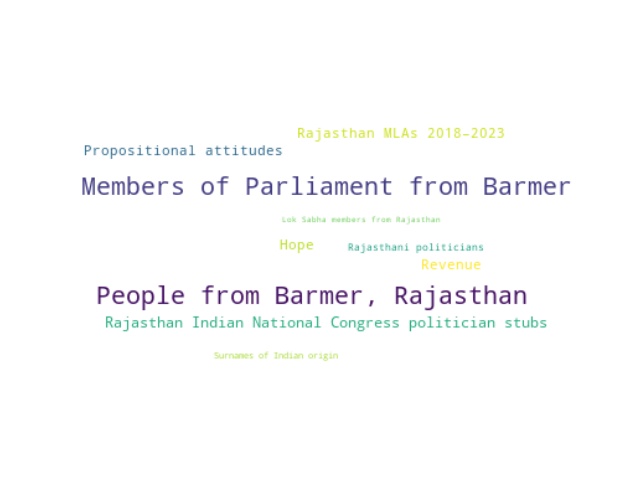 Rajasthan MLAs 2018-2023
Propositional attitudes
Members of Parliament from Barmer
Lok Sabha members from Rajasthan
Hope
Rajasthani politicians
Revenue
People from Barmer, Rajasthan
Rajasthan Indian National Congress politician stubs
Surnames of Indian origin